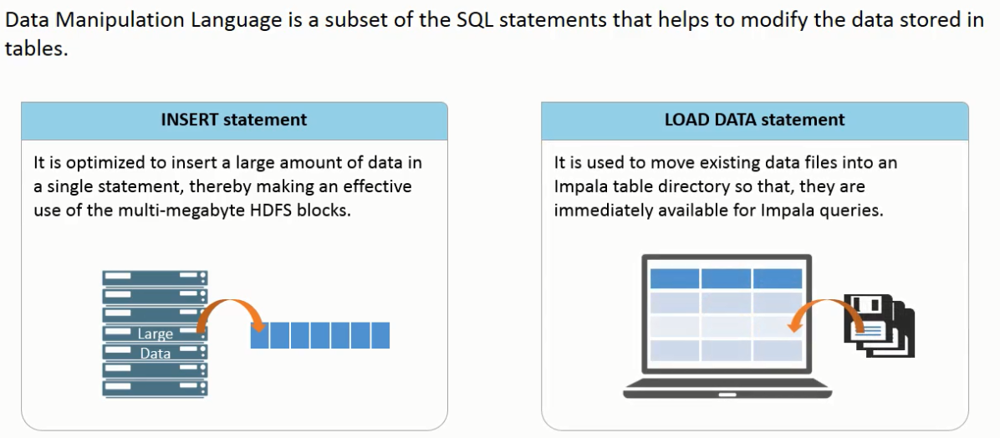 Data Manipulation Language is a subset of the SQL statements that helps to modify the data stored in
tables.
INSERT statement
It is optimized to insert a large amount of data in
a single statement, thereby making an effective
use of the multi-megabyte HDFS blocks.
Large
Data
LOAD DATA statement
It is used to move existing data files into an
Impala table directory so that, they are
immediately available for Impala queries.